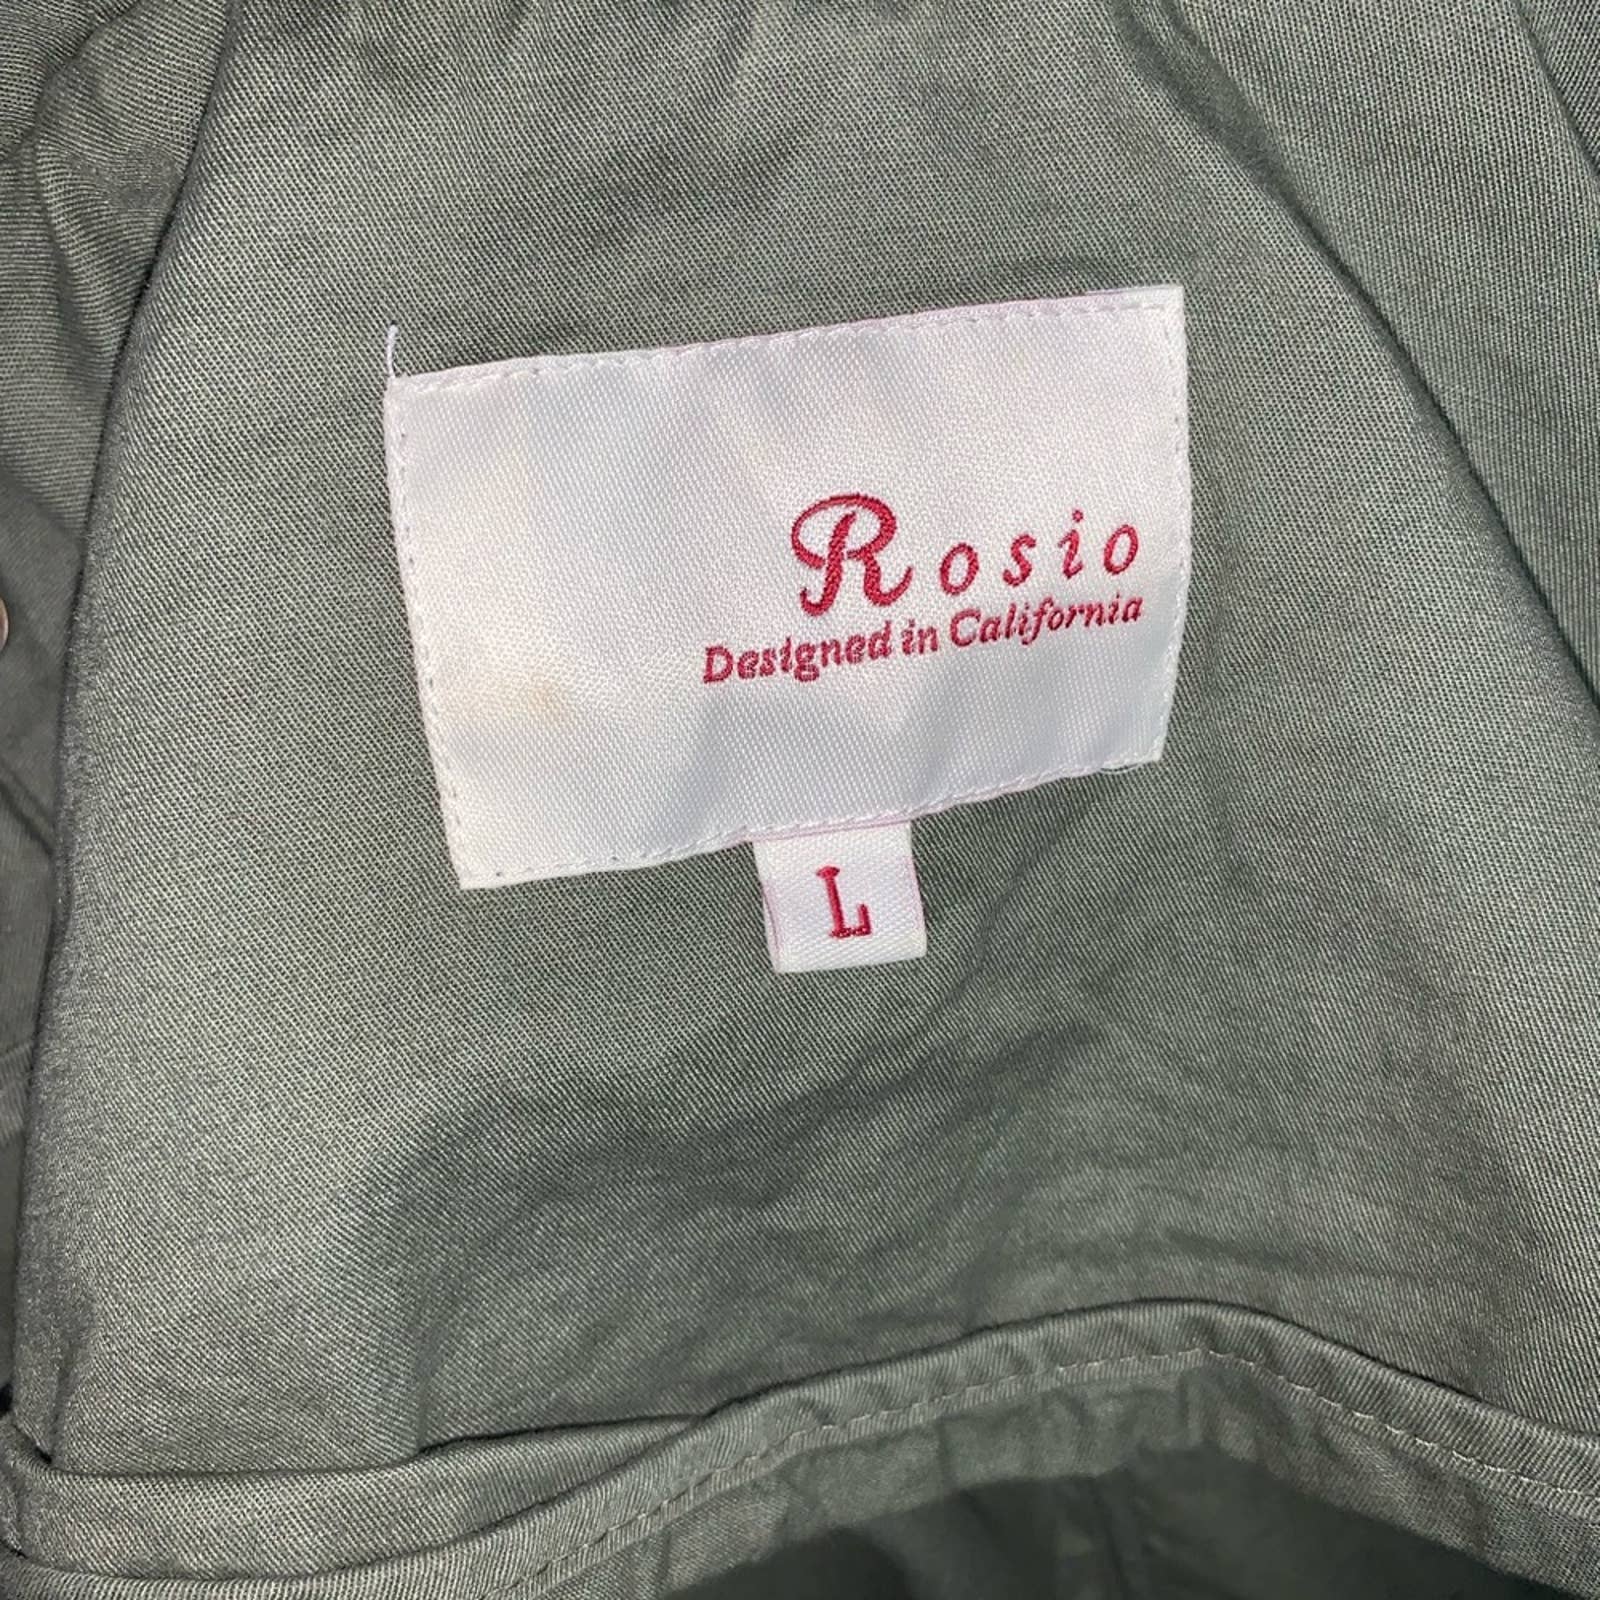 Rosio
Designed in California
L